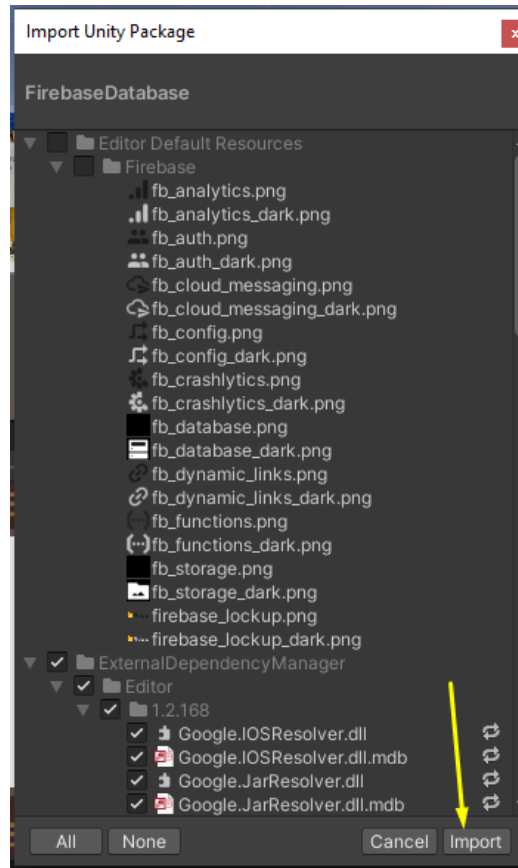 Import Unity Package
x
FirebaseDatabase
Editor Default Resources
Firebase
fb_analytics.png
fb_analytics_dark.png
fb_auth.png
fb_auth_dark.png
fb_cloud_messaging.png
fb_cloud_messaging_dark.png
fb_config.png
fb_config_dark.png
fb_crashlytics.png
fb_crashlytics_dark.png
fb_database.png
fb_database_dark.png
fb_dynamic_links.png
fb_dynamic_links_dark.png
fb_functions.png
fb_functions_dark.png
fb_storage.png
fb_storage_dark.png
firebase_lockup.png
firebase_lockup_dark.png
ExternalDependencyManager
Editor
1.2.168
Google.IOSResolver.dll
Google.IOSResolver.dll.mdb
Google.JarResolver.dll
Google.JarResolver.dll.mdb
All None Cancel Import